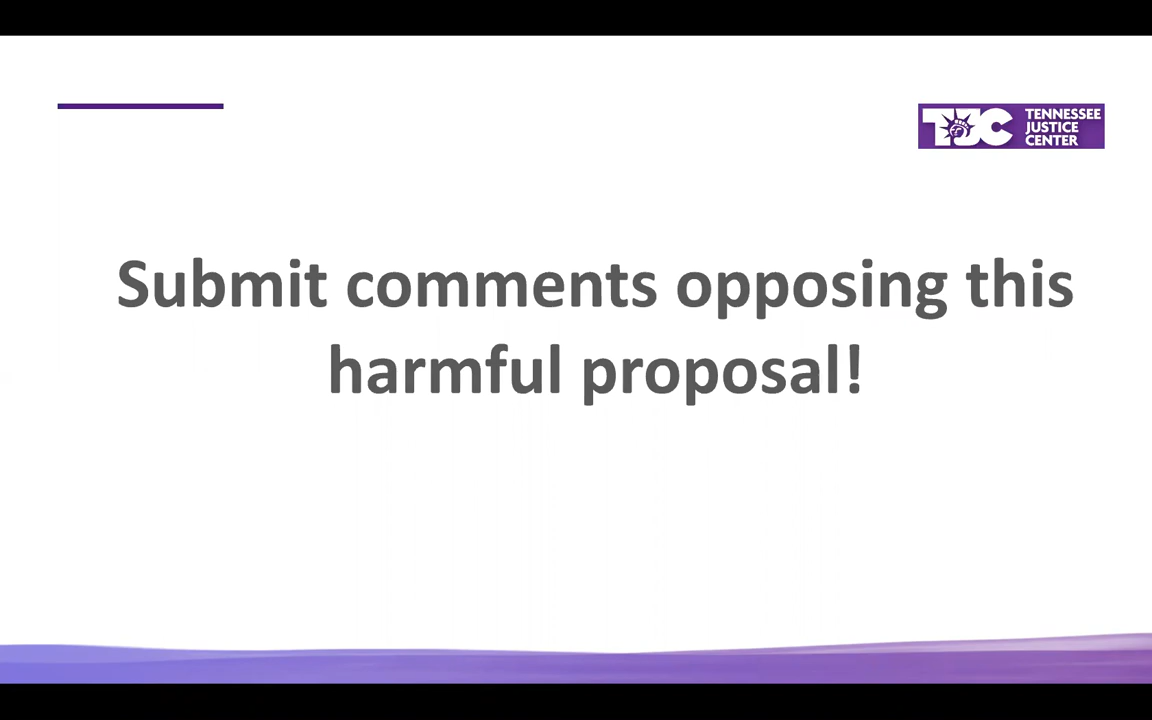 TJC
TENNESSEE
JUSTICE
CENTER
Submit comments opposing this
harmful proposal!